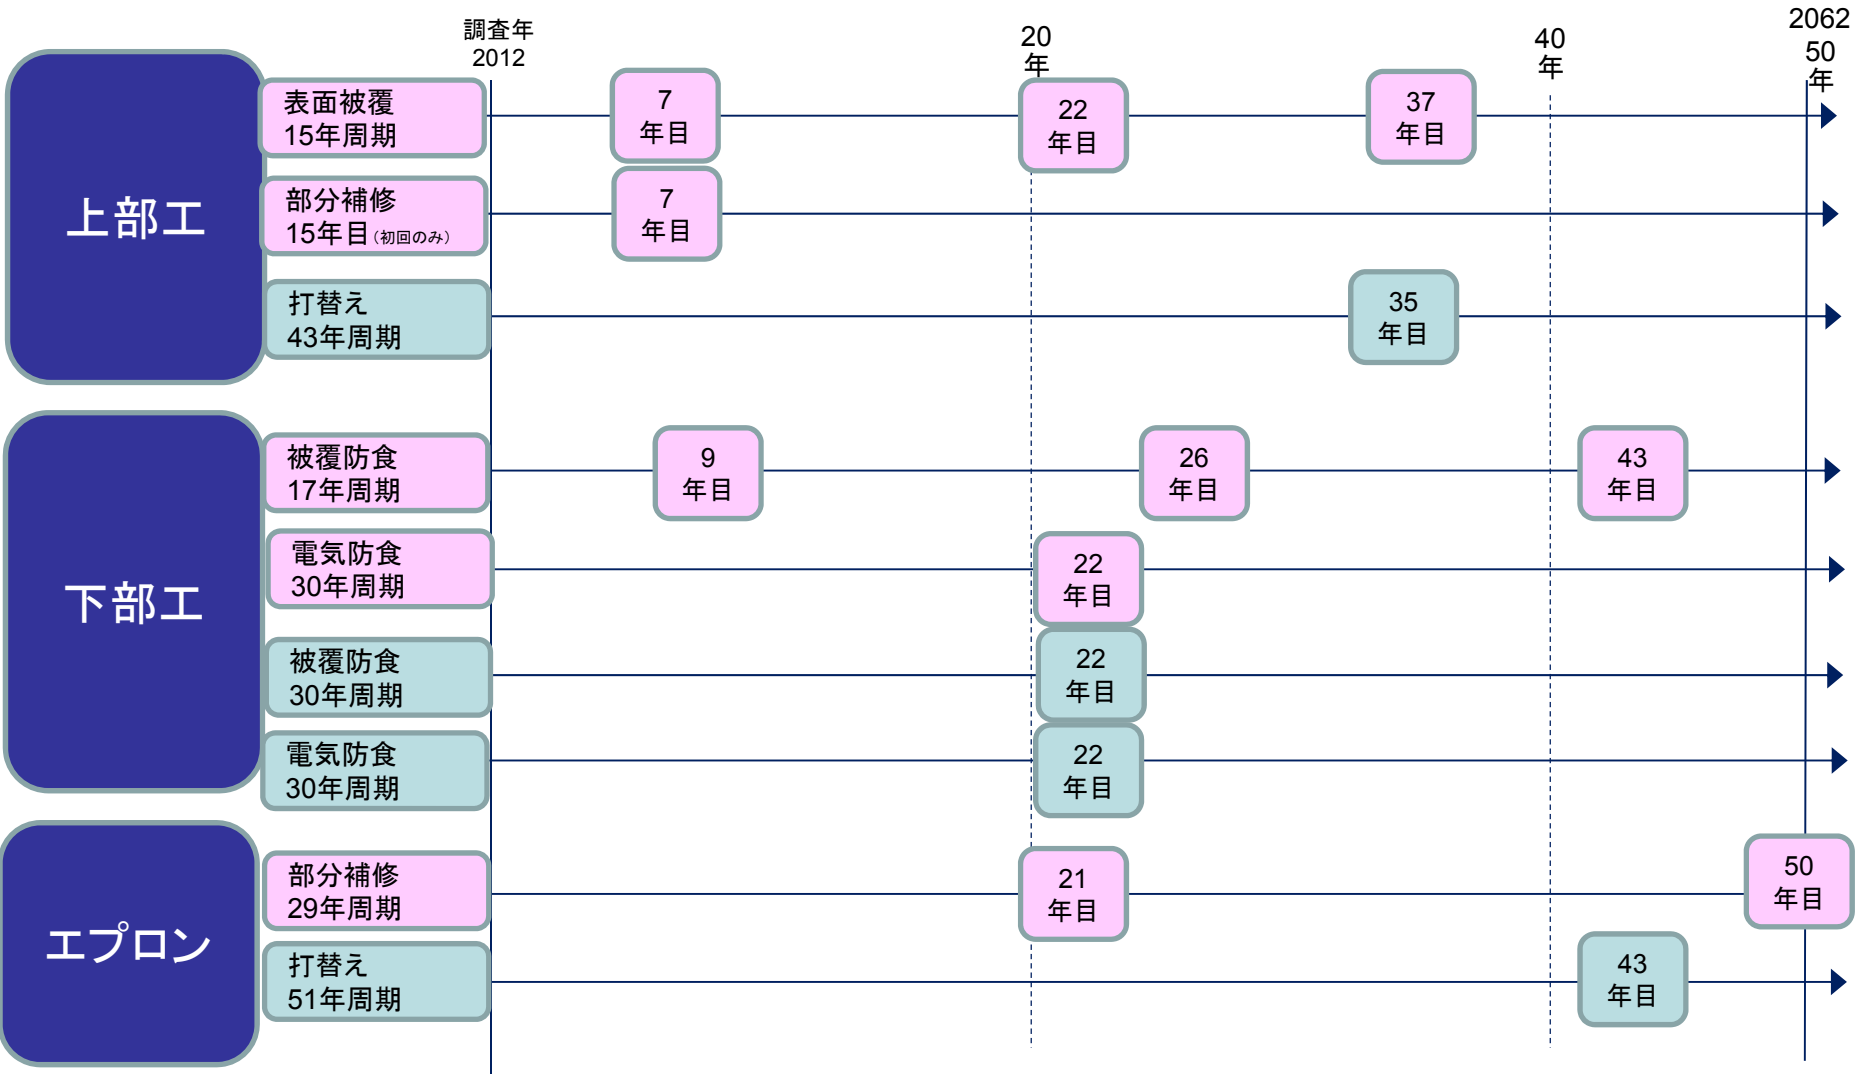 調査年
2012
20
年
40
年
2062
50
年
上部工
表面被覆
15年周期
7
年目
22
年目
37
年目
部分補修
15年目(初回のみ)
7
年目
打替え
43年周期
35
年目
下部工
被覆防食
17年周期
9
年目
26
年目
43
年目
電気防食
30年周期
22
年目
被覆防食
30年周期
22
年目
電気防食
30年周期
22
年目
エプロン
部分補修
29年周期
21
年目
50
年目
打替え
51年周期
43
年目